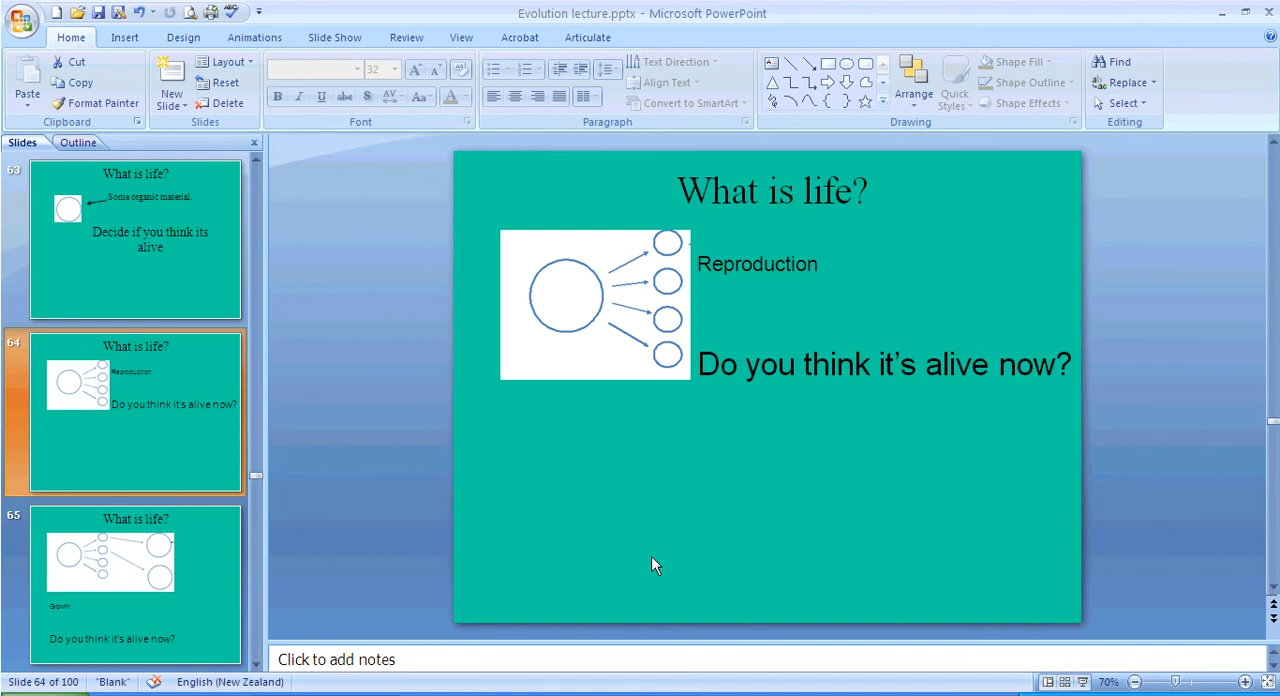 Evolution lecture.pptx - Microsoft PowerPoint
Home Insert Design Animations Slide Show Review View Acrobat Articulate
Paste
Cut
Copy
Format Painter
Clipboard
New
Slide
Layout
Reset
Delete
Slides
32
B I U abc S AV Aa A
Font
Text Direction
Align Text
Convert to SmartArt
Paragraph
Arrange
Quick
Styles
Shape Fill
Shape Outline
Shape Effects
Drawing
Find
Replace
Select
Editing
Slides Outline
63
What is life?
Some organic material.
Decide if you think its
alive
64
What is life?
Reproduction
Do you think it's alive now?
65
What is life?
Growth
Do you think it's alive now?
What is life?
Reproduction
Do you think it’s alive now?
Click to add notes
Slide 64 of 100 "Blank" English (New Zealand) 70%